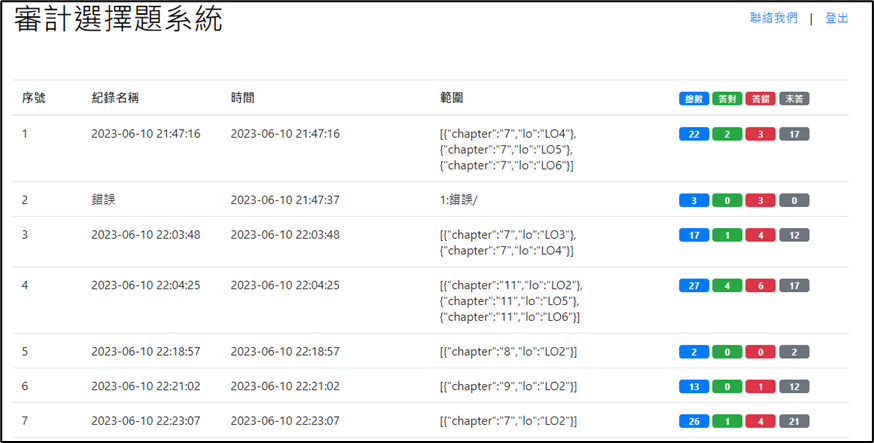 審計選擇題系統
聯絡我們 | 登出
序號 紀錄名稱 時間 範圍 總數 答對 答錯 未答
1 2023-06-10 21:47:16 2023-06-10 21:47:16 [{"chapter":"7","lo":"LO4"}, 22 2 3 17
{"chapter":"7","lo":"LO5"},
{"chapter":"7","lo":"LO6"}]
2 錯誤 2023-06-10 21:47:37 1:錯誤/ 3 0 3 0
3 2023-06-10 22:03:48 2023-06-10 22:03:48 [{"chapter":"7","lo":"LO3"}, 17 1 4 12
{"chapter":"7","lo":"LO4"}]
4 2023-06-10 22:04:25 2023-06-10 22:04:25 [{"chapter":"11","lo":"LO2"}, 27 4 6 17
{"chapter":"11","lo":"LO5"},
{"chapter":"11","lo":"LO6"}]
5 2023-06-10 22:18:57 2023-06-10 22:18:57 [{"chapter":"8","lo":"LO2"}] 2 0 0 2
6 2023-06-10 22:21:02 2023-06-10 22:21:02 [{"chapter":"9","lo":"LO2"}] 13 0 1 12
7 2023-06-10 22:23:07 2023-06-10 22:23:07 [{"chapter":"7","lo":"LO2"}] 26 1 4 21